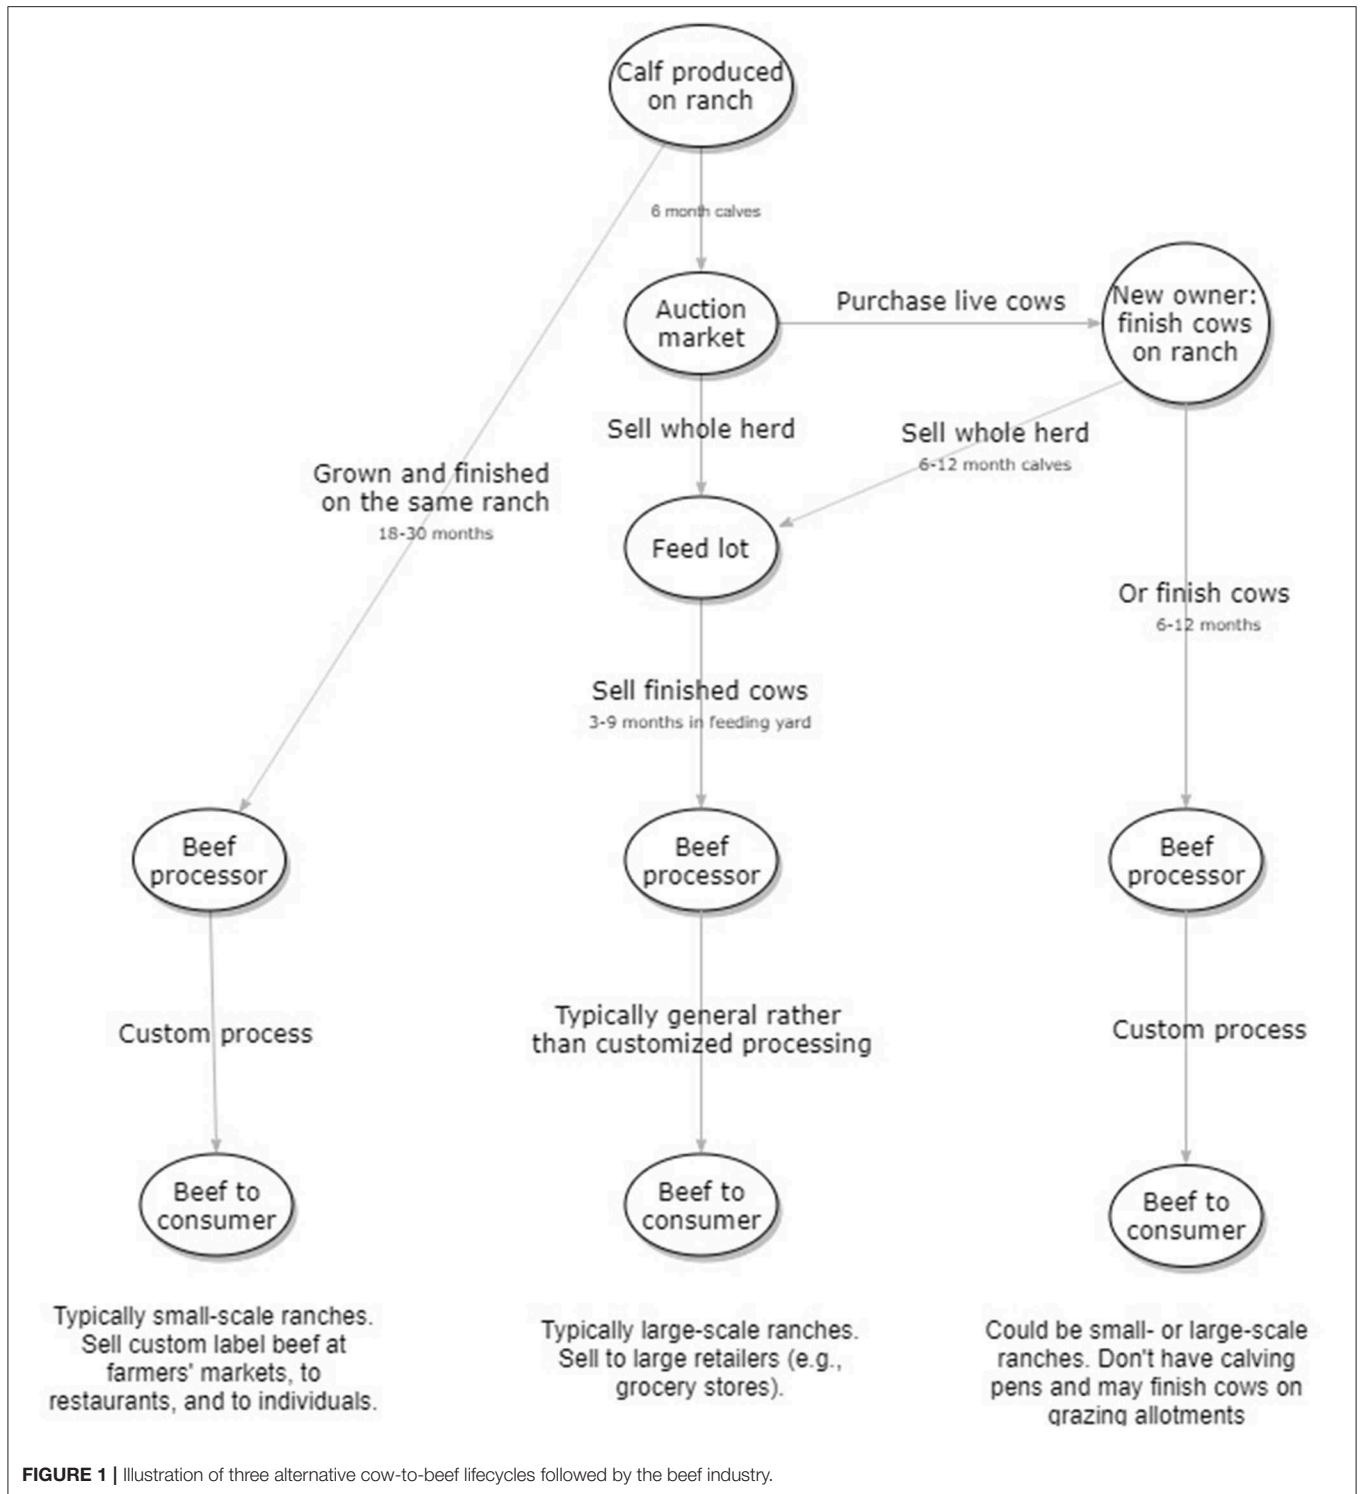 Calf produced
on ranch
6 month calves
Auction
market
Purchase live cows
New owner:
finish cows
on ranch
Sell whole herd
Sell whole herd
6-12 month calves
Grown and finished
on the same ranch
18-30 months
Feed lot
Or finish cows
6-12 months
Sell finished cows
3-9 months in feeding yard
Beef
processor
Beef
processor
Beef
processor
Custom process
Typically general rather
than customized processing
Custom process
Beef to
consumer
Beef to
consumer
Beef to
consumer
Typically small-scale ranches.
Sell custom label beef at
farmers' markets, to
restaurants, and to individuals.
Typically large-scale ranches.
Sell to large retailers (e.g.,
grocery stores).
Could be small- or large-scale
ranches. Don't have calving
pens and may finish cows on
grazing allotments
FIGURE 1 | Illustration of three alternative cow-to-beef lifecycles followed by the beef industry.